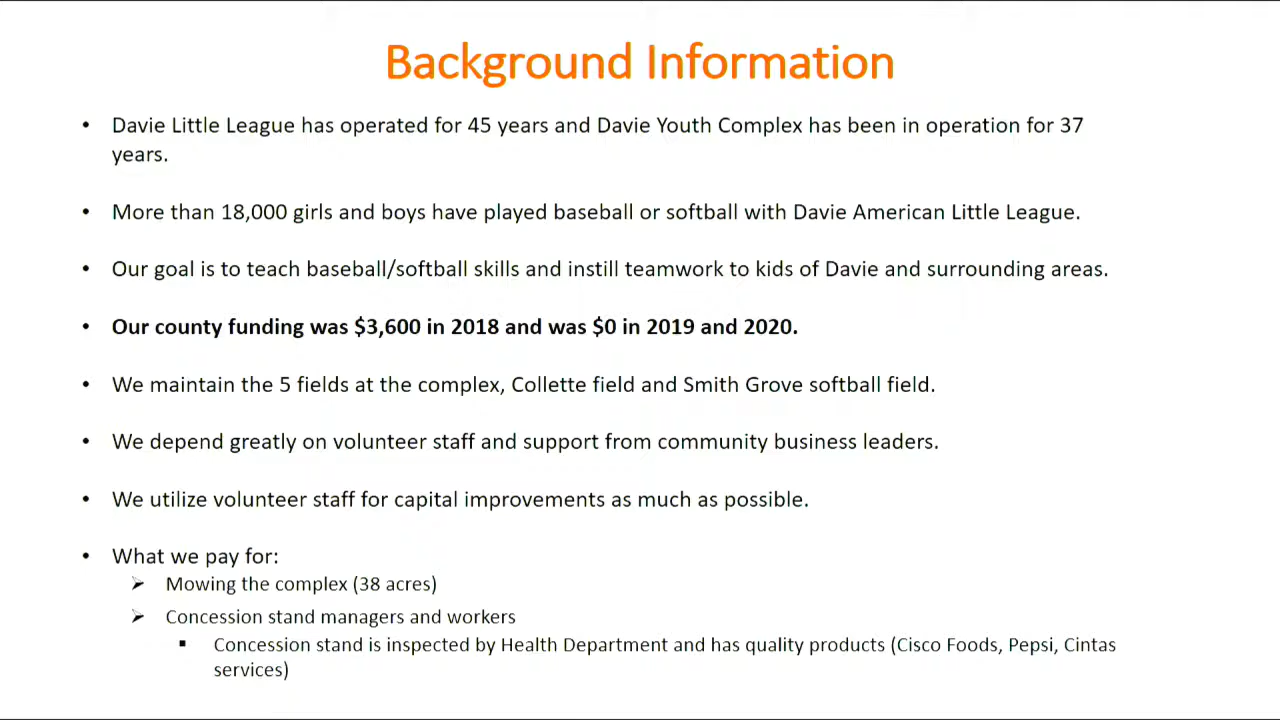 Background Information
• Davie Little League has operated for 45 years and Davie Youth Complex has been in operation for 37
years.
• More than 18,000 girls and boys have played baseball or softball with Davie American Little League.
• Our goal is to teach baseball/softball skills and instill teamwork to kids of Davie and surrounding areas.
• Our county funding was $3,600 in 2018 and was $0 in 2019 and 2020.
• We maintain the 5 fields at the complex, Collette field and Smith Grove softball field.
• We depend greatly on volunteer staff and support from community business leaders.
• We utilize volunteer staff for capital improvements as much as possible.
• What we pay for:
➢ Mowing the complex (38 acres)
➢ Concession stand managers and workers
▪ Concession stand is inspected by Health Department and has quality products (Cisco Foods, Pepsi, Cintas
services)